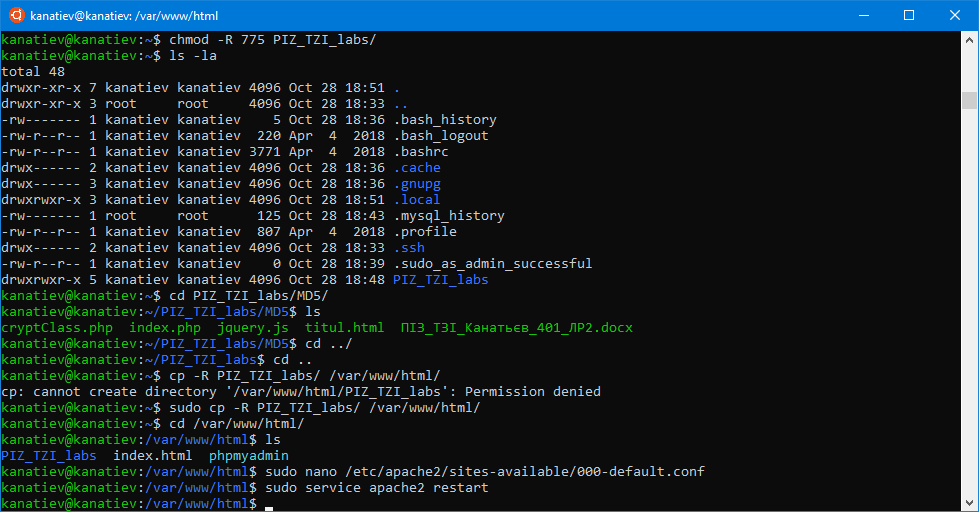 kanatiev@kanatiev: /var/www/html
kanatiev@kanatiev:~$ chmod -R 775 PIZ_TZI_labs/
kanatiev@kanatiev:~$ ls -la
total 48
drwxr-xr-x 7 kanatiev kanatiev 4096 Oct 28 18:51 .
drwxr-xr-x 3 root     root     4096 Oct 28 18:33 ..
-rw------- 1 kanatiev kanatiev    5 Oct 28 18:36 .bash_history
-rw-r--r-- 1 kanatiev kanatiev  220 Apr  4  2018 .bash_logout
-rw-r--r-- 1 kanatiev kanatiev 3771 Apr  4  2018 .bashrc
drwx------ 2 kanatiev kanatiev 4096 Oct 28 18:36 .cache
drwx------ 3 kanatiev kanatiev 4096 Oct 28 18:36 .gnupg
drwxrwxr-x 3 kanatiev kanatiev 4096 Oct 28 18:51 .local
-rw------- 1 root     root      125 Oct 28 18:43 .mysql_history
-rw-r--r-- 1 kanatiev kanatiev  807 Apr  4  2018 .profile
drwx------ 2 kanatiev kanatiev 4096 Oct 28 18:33 .ssh
-rw-r--r-- 1 kanatiev kanatiev    0 Oct 28 18:39 .sudo_as_admin_successful
drwxrwxr-x 5 kanatiev kanatiev 4096 Oct 28 18:48 PIZ_TZI_labs
kanatiev@kanatiev:~$ cd PIZ_TZI_labs/MD5/
kanatiev@kanatiev:~/PIZ_TZI_labs/MD5$ ls
cryptClass.php  index.php  jquery.js  titul.html  ПІЗ_ТЗІ_Канатьєв_401_ЛР2.docx
kanatiev@kanatiev:~/PIZ_TZI_labs/MD5$ cd ../
kanatiev@kanatiev:~/PIZ_TZI_labs$ cd ..
kanatiev@kanatiev:~$ cp -R PIZ_TZI_labs/ /var/www/html/
cp: cannot create directory '/var/www/html/PIZ_TZI_labs': Permission denied
kanatiev@kanatiev:~$ sudo cp -R PIZ_TZI_labs/ /var/www/html/
kanatiev@kanatiev:~$ cd /var/www/html/
kanatiev@kanatiev:/var/www/html$ ls
PIZ_TZI_labs  index.html  phpmyadmin
kanatiev@kanatiev:/var/www/html$ sudo nano /etc/apache2/sites-available/000-default.conf
kanatiev@kanatiev:/var/www/html$ sudo service apache2 restart
kanatiev@kanatiev:/var/www/html$